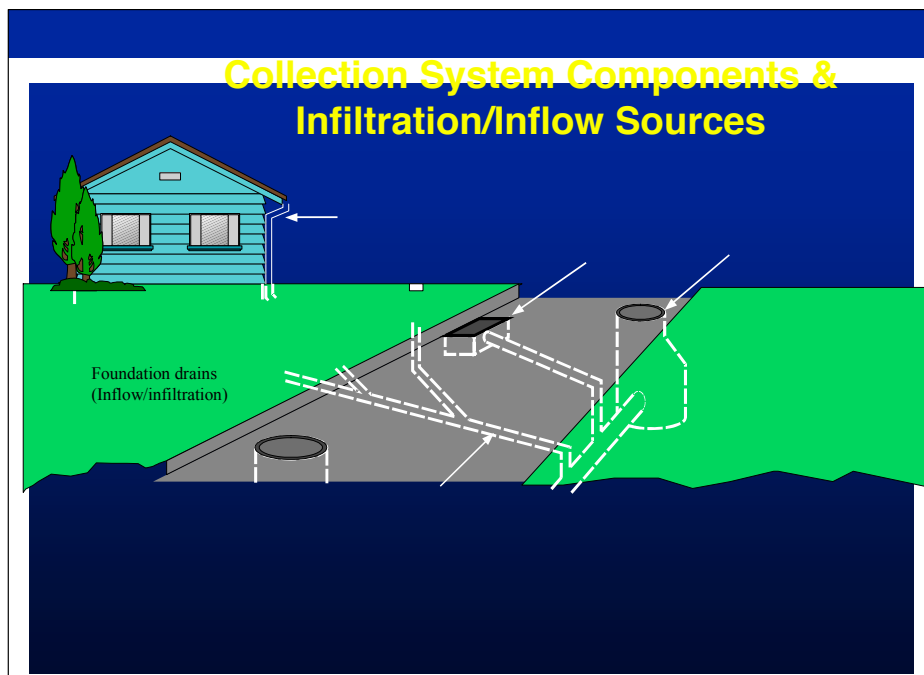 Collection System Components &
Infiltration/Inflow Sources
Foundation drains
(Inflow/infiltration)